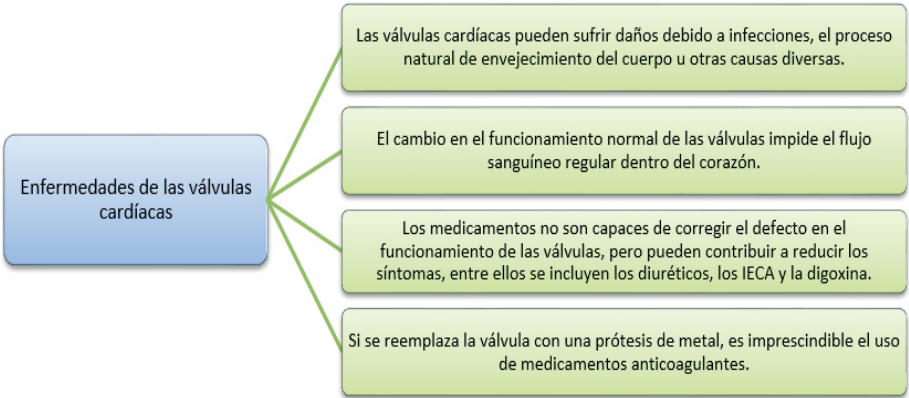 Enfermedades de las válvulas
cardíacas
Las válvulas cardíacas pueden sufrir daños debido a infecciones, el proceso
natural de envejecimiento del cuerpo u otras causas diversas.
El cambio en el funcionamiento normal de las válvulas impide el flujo
sanguíneo regular dentro del corazón.
Los medicamentos no son capaces de corregir el defecto en el
funcionamiento de las válvulas, pero pueden contribuir a reducir los
síntomas, entre ellos se incluyen los diuréticos, los IECA y la digoxina.
Si se reemplaza la válvula con una prótesis de metal, es imprescindible el uso
de medicamentos anticoagulantes.